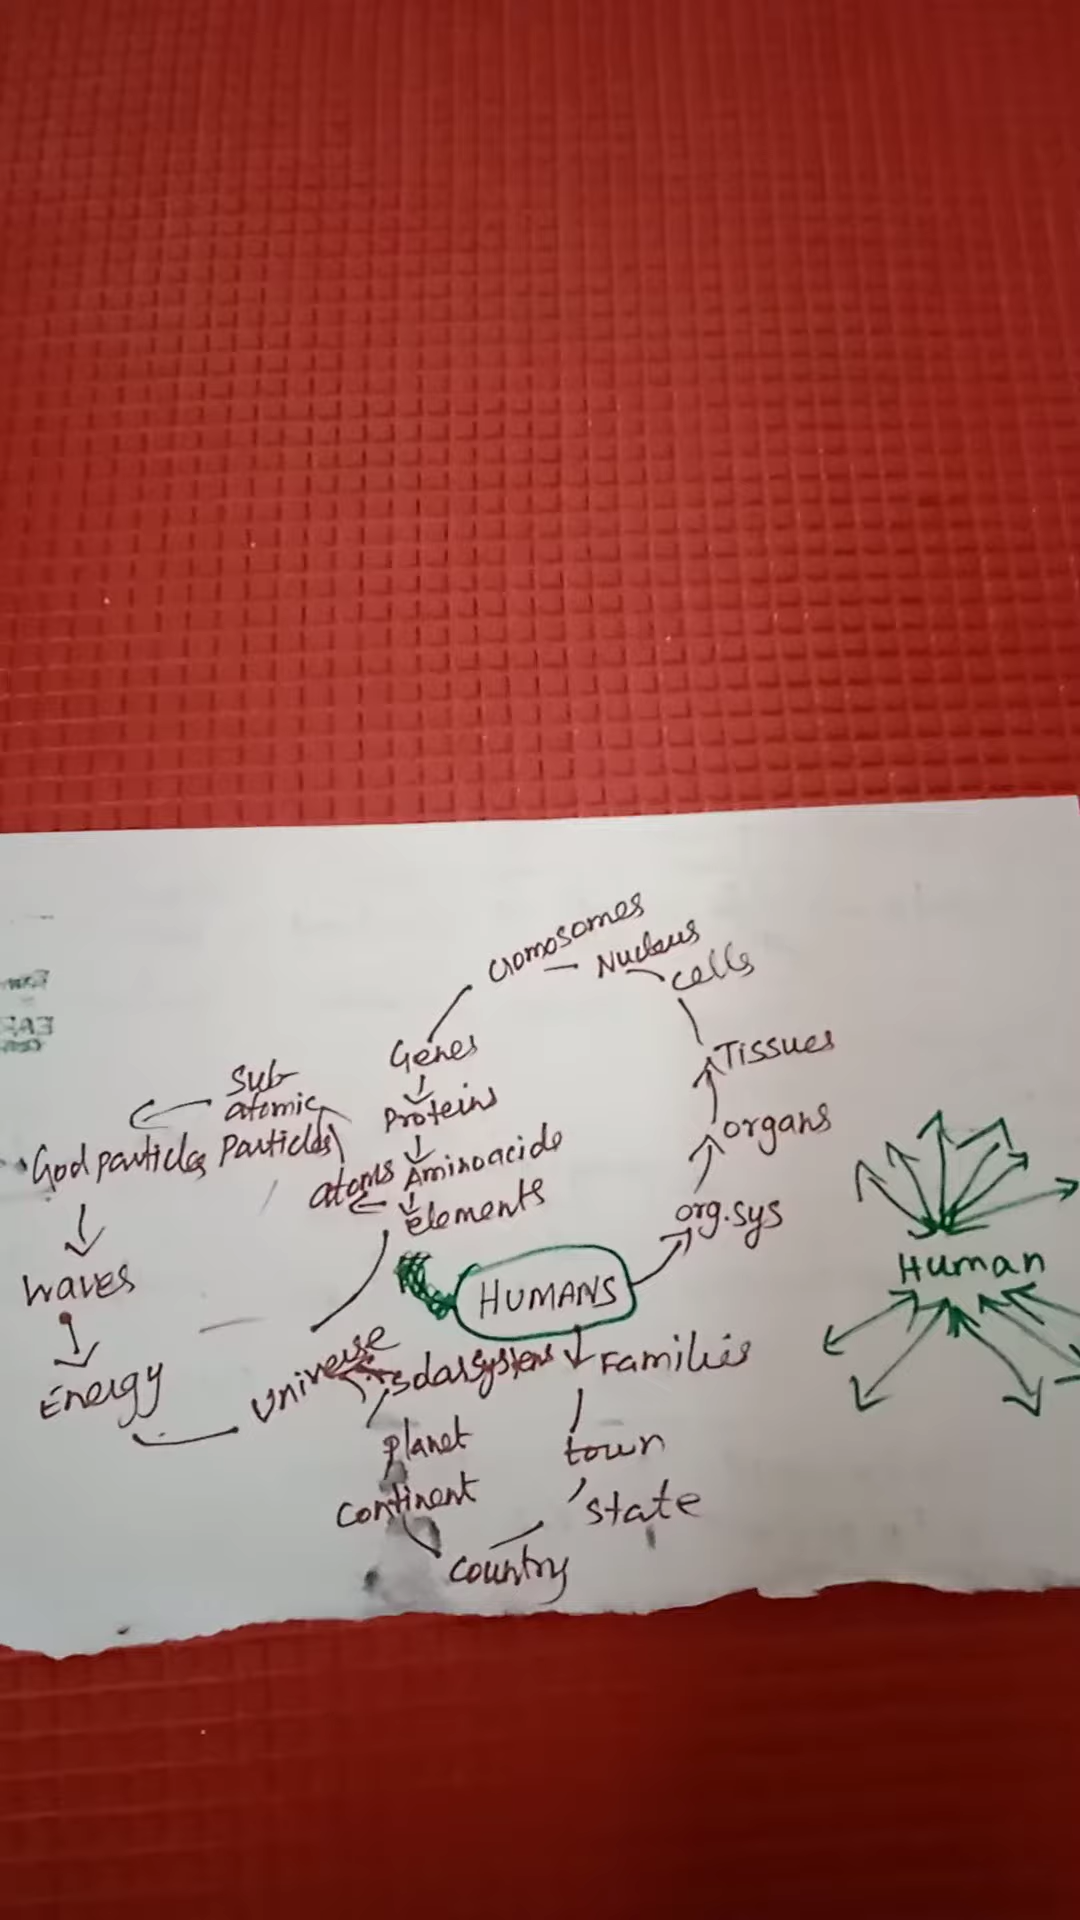 Cromosomes
Nucleus
cells
Genes
Tissues
Sub-
atomic
Particles
Proteins
organs
God particles
Aminoacids
atoms
elements
org.sys
Human
waves
HUMANS
Universe
Solarsystems
Families
Energy
Planet
town
Continent
state
Country